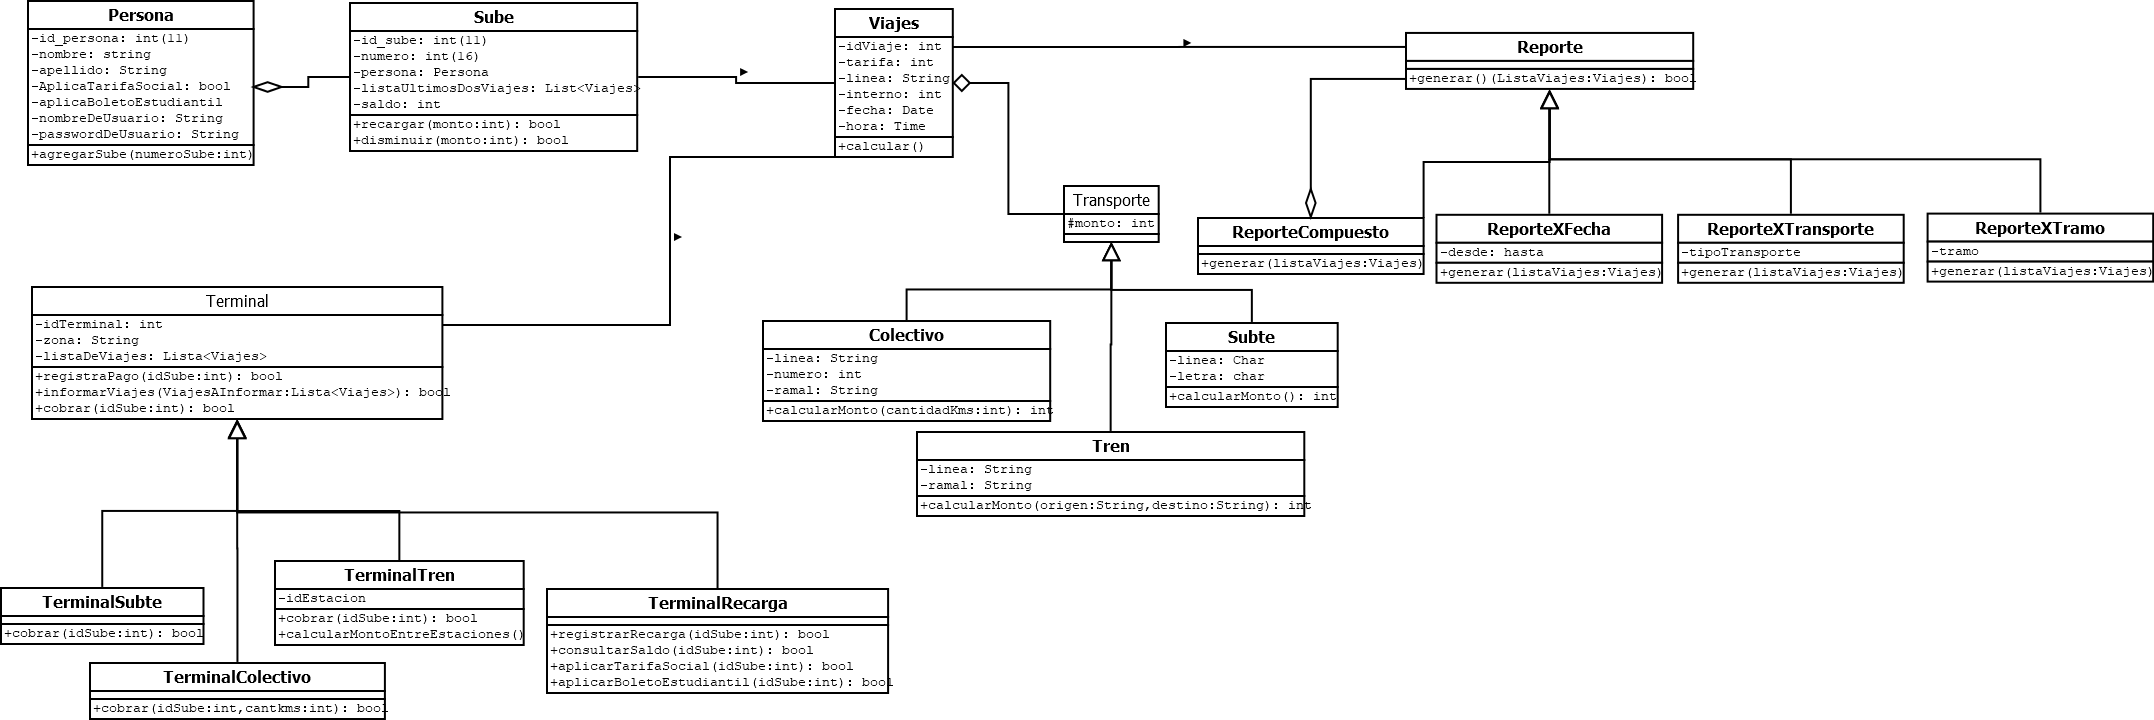 Persona
-id_persona: int(11)
-nombre: string
-apellido: String
-AplicaTarifaSocial: bool
-aplicaBoletoEstudiantil
-nombreDeUsuario: String
-passwordDeUsuario: String
+agregarSube(numeroSube:int)
Sube
-id_sube: int(11)
-numero: int(16)
-persona: Persona
-listaUltimosDosViajes: List<Viajes>
-saldo: int
+recargar(monto:int): bool
+disminuir(monto:int): bool
Viajes
-idViaje: int
-tarifa: int
-linea: String
-interno: int
-fecha: Date
-hora: Time
+calcular()
Reporte
+generar()(ListaViajes:Viajes): bool
Transporte
#monto: int
ReporteCompuesto
+generar(listaViajes:Viajes)
ReporteXFecha
-desde: hasta
+generar(listaViajes:Viajes)
ReporteXTransporte
-tipoTransporte
+generar(listaViajes:Viajes)
ReporteXTramo
-tramo
+generar(listaViajes:Viajes)
Terminal
-idTerminal: int
-zona: String
-listaDeViajes: Lista<Viajes>
+registraPago(idSube:int): bool
+informarViajes(ViajesAInformar:Lista<Viajes>): bool
+cobrar(idSube:int): bool
Colectivo
-linea: String
-numero: int
-ramal: String
+calcularMonto(cantidadKms:int): int
Subte
-linea: Char
-letra: char
+calcularMonto(): int
Tren
-linea: String
-ramal: String
+calcularMonto(origen:String,destino:String): int
TerminalSubte
+cobrar(idSube:int): bool
TerminalTren
-idEstacion
+cobrar(idSube:int): bool
+calcularMontoEntreEstaciones()
TerminalRecarga
+registrarRecarga(idSube:int): bool
+consultarSaldo(idSube:int): bool
+aplicarTarifaSocial(idSube:int): bool
+aplicarBoletoEstudiantil(idSube:int): bool
TerminalColectivo
+cobrar(idSube:int,cantkms:int): bool